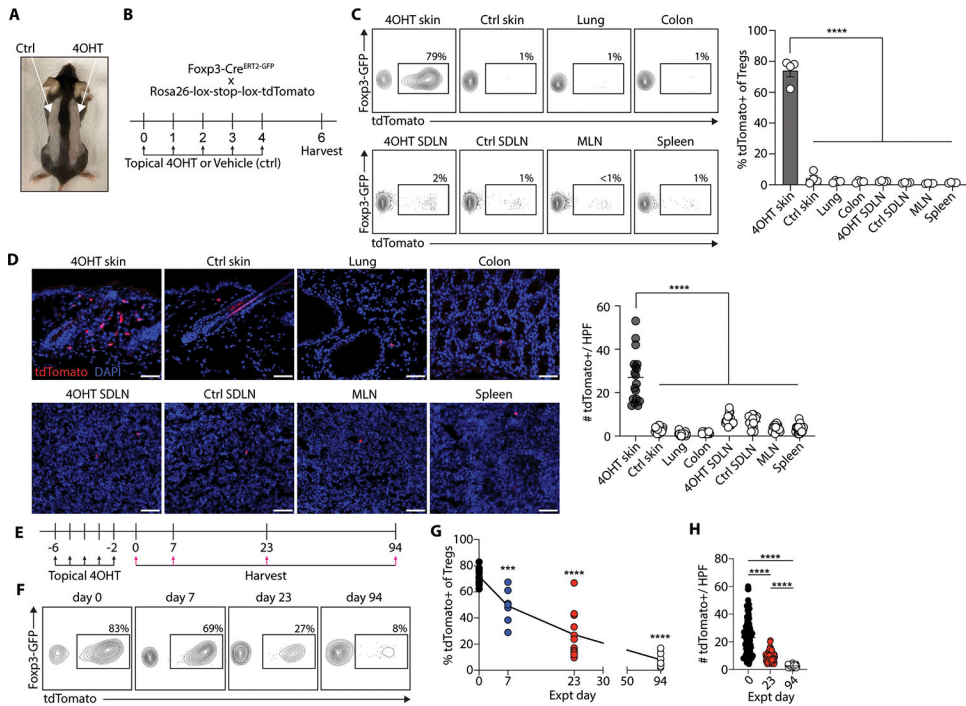 A
Ctrl
4OHT
B
Foxp3-CreERT2-GFP
x
Rosa26-lox-stop-lox-tdTomato
0 1 2 3 4 6
Topical 4OHT or Vehicle (ctrl)
Harvest
C
4OHT skin
Ctrl skin
Lung
Colon
79%
1%
1%
1%
Foxp3-GFP
tdTomato
4OHT SDLN
Ctrl SDLN
MLN
Spleen
2%
1%
<1%
1%
Foxp3-GFP
tdTomato
% tdTomato+ of Tregs
100
80
60
40
20
0
****
4OHT skin
Ctrl skin
Lung
Colon
4OHT SDLN
Ctrl SDLN
MLN
Spleen
D
4OHT skin
Ctrl skin
Lung
Colon
tdTomato DAPI
4OHT SDLN
Ctrl SDLN
MLN
Spleen
# tdTomato+/ HPF
60
40
20
0
****
4OHT skin
Ctrl skin
Lung
Colon
4OHT SDLN
Ctrl SDLN
MLN
Spleen
E
-6 -2 0 7 23 94
Topical 4OHT
Harvest
F
day 0
day 7
day 23
day 94
83%
69%
27%
8%
Foxp3-GFP
tdTomato
G
% tdTomato+ of Tregs
100
80
60
40
20
0
***
****
****
0 7 23 30 50 94
Expt day
H
# tdTomato+/ HPF
80
60
40
20
0
****
****
****
0 23 94
Expt day